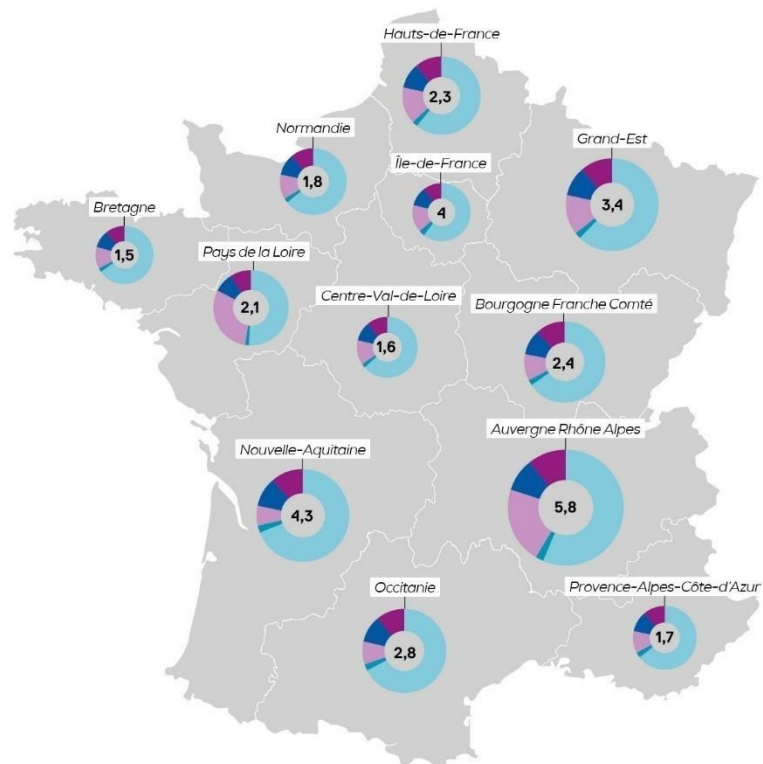 Hauts-de-France
2,3
Normandie
1,8
Île-de-France
4
Grand-Est
3,4
Bretagne
1,5
Pays de la Loire
2,1
Centre-Val-de-Loire
1,6
Bourgogne Franche Comté
2,4
Auvergne Rhône Alpes
5,8
Nouvelle-Aquitaine
4,3
Occitanie
2,8
Provence-Alpes-Côte-d'Azur
1,7